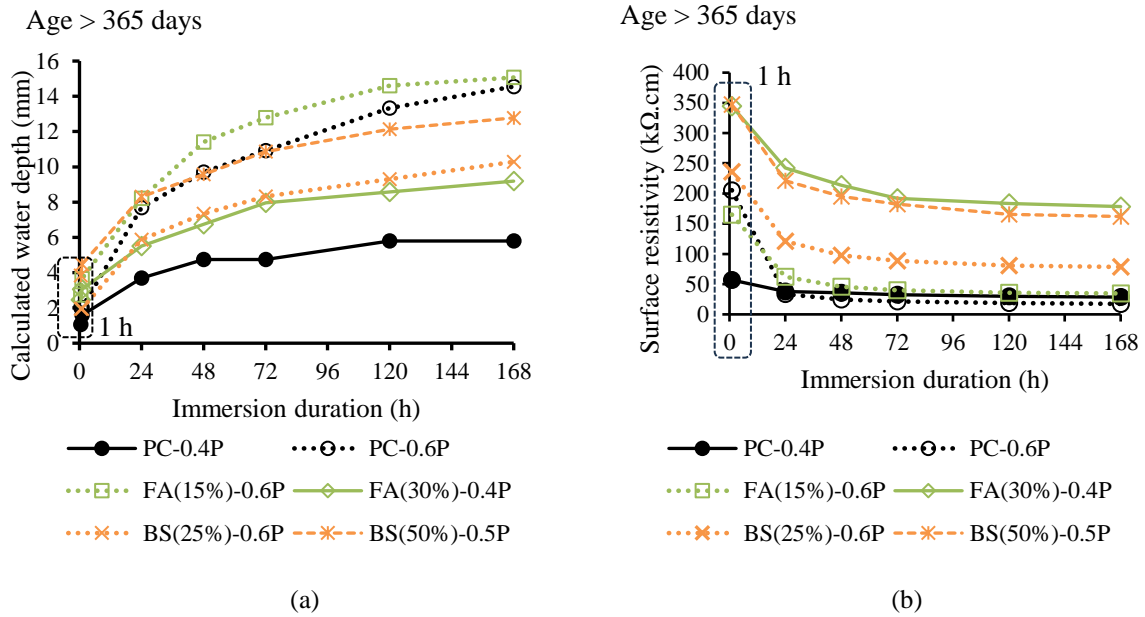 Age > 365 days
Calculated water depth (mm)
16
14
12
10
8
6
4
2
0
1 h
0 24 48 72 96 120 144 168
Immersion duration (h)
PC-0.4P PC-0.6P
FA(15%)-0.6P FA(30%)-0.4P
BS(25%)-0.6P BS(50%)-0.5P
(a)
Age > 365 days
Surface resistivity (kΩ.cm)
400
350
300
250
200
150
100
50
0
1 h
0 24 48 72 96 120 144 168
Immersion duration (h)
PC-0.4P PC-0.6P
FA(15%)-0.6P FA(30%)-0.4P
BS(25%)-0.6P BS(50%)-0.5P
(b)